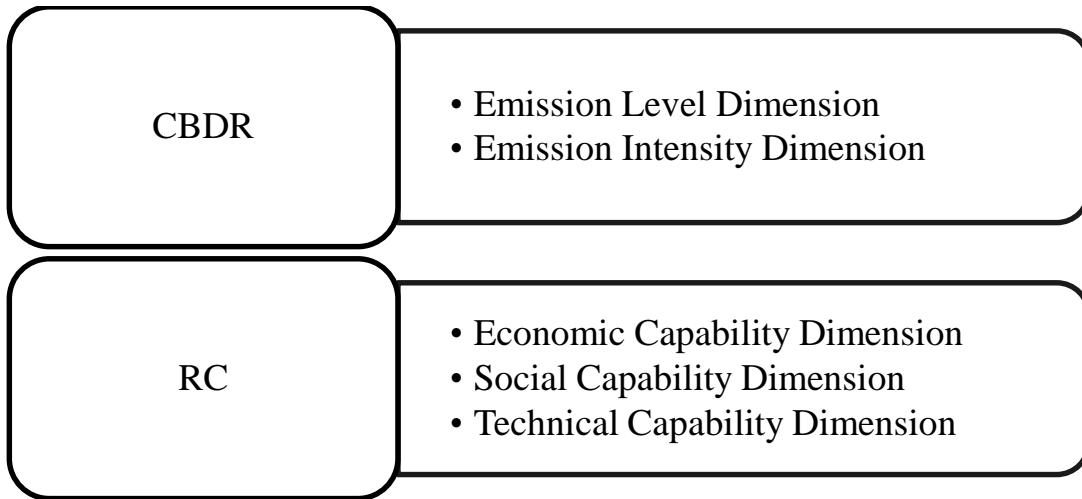 CBDR
• Emission Level Dimension
• Emission Intensity Dimension
RC
• Economic Capability Dimension
• Social Capability Dimension
• Technical Capability Dimension